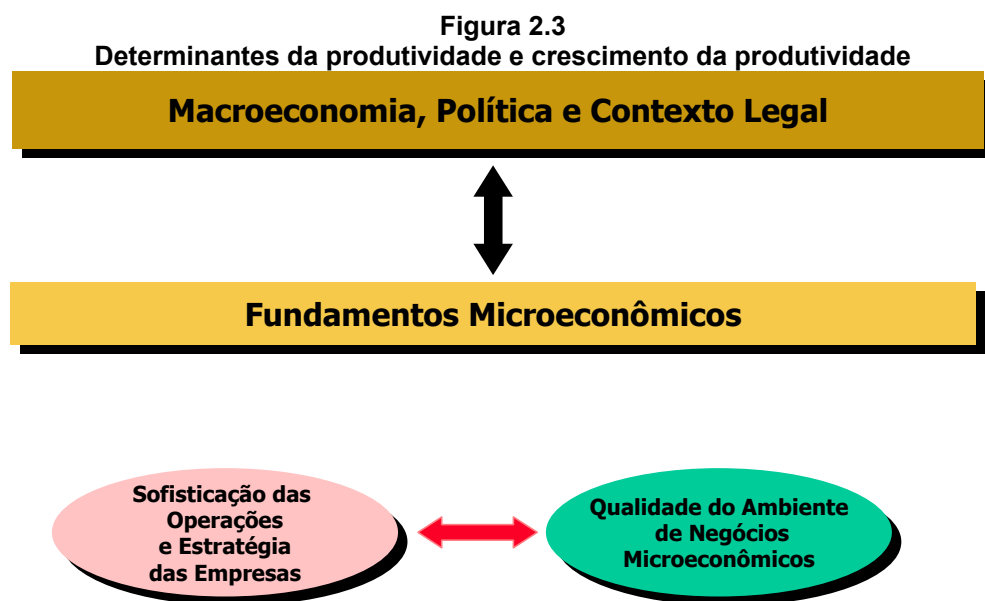 Figura 2.3
Determinantes da produtividade e crescimento da produtividade
Macroeconomia, Política e Contexto Legal
Fundamentos Microeconômicos
Sofisticação das
Operações
e Estratégia
das Empresas
Qualidade do Ambiente
de Negócios
Microeconômicos